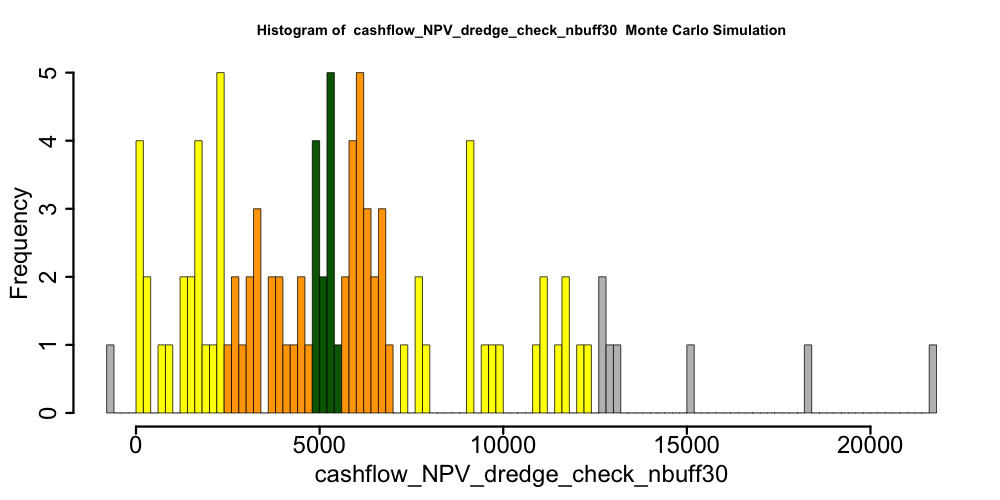 Histogram of  cashflow_NPV_dredge_check_nbuff30  Monte Carlo Simulation
Frequency
5
4
3
2
1
0
0 5000 10000 15000 20000
cashflow_NPV_dredge_check_nbuff30